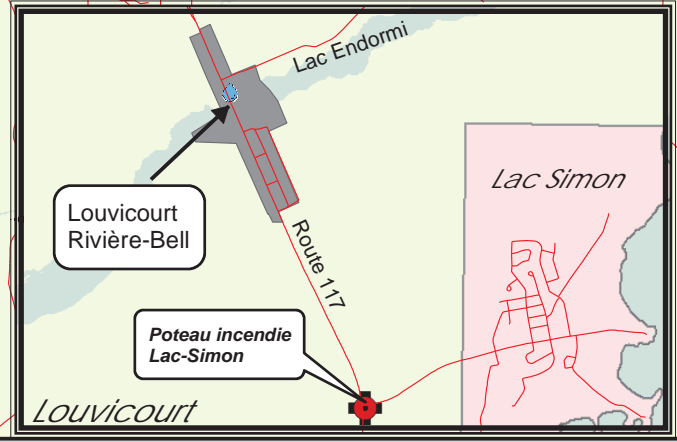 Lac Endormi
Lac Simon
Louvicourt
Rivière-Bell
Route 117
Poteau incendie
Lac-Simon
Louvicourt